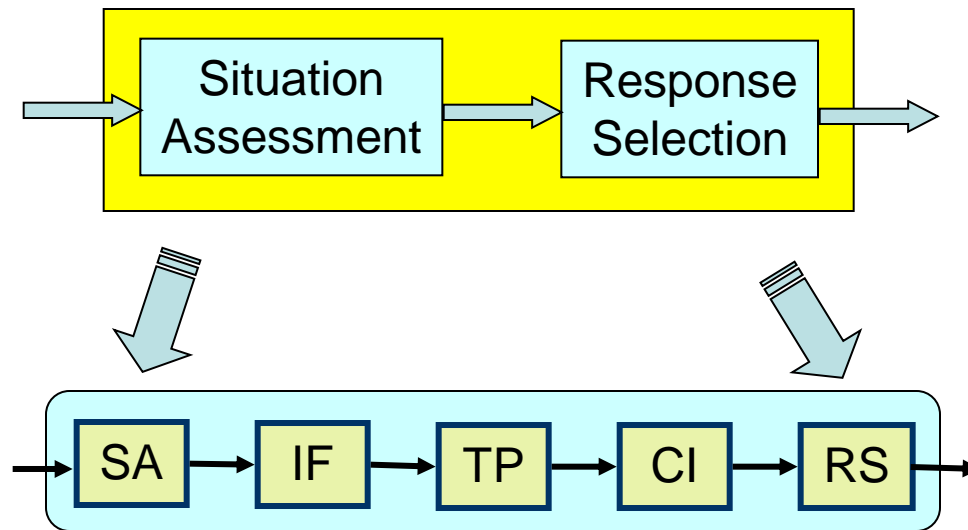 Situation
Assessment
Response
Selection
SA
IF
TP
CI
RS